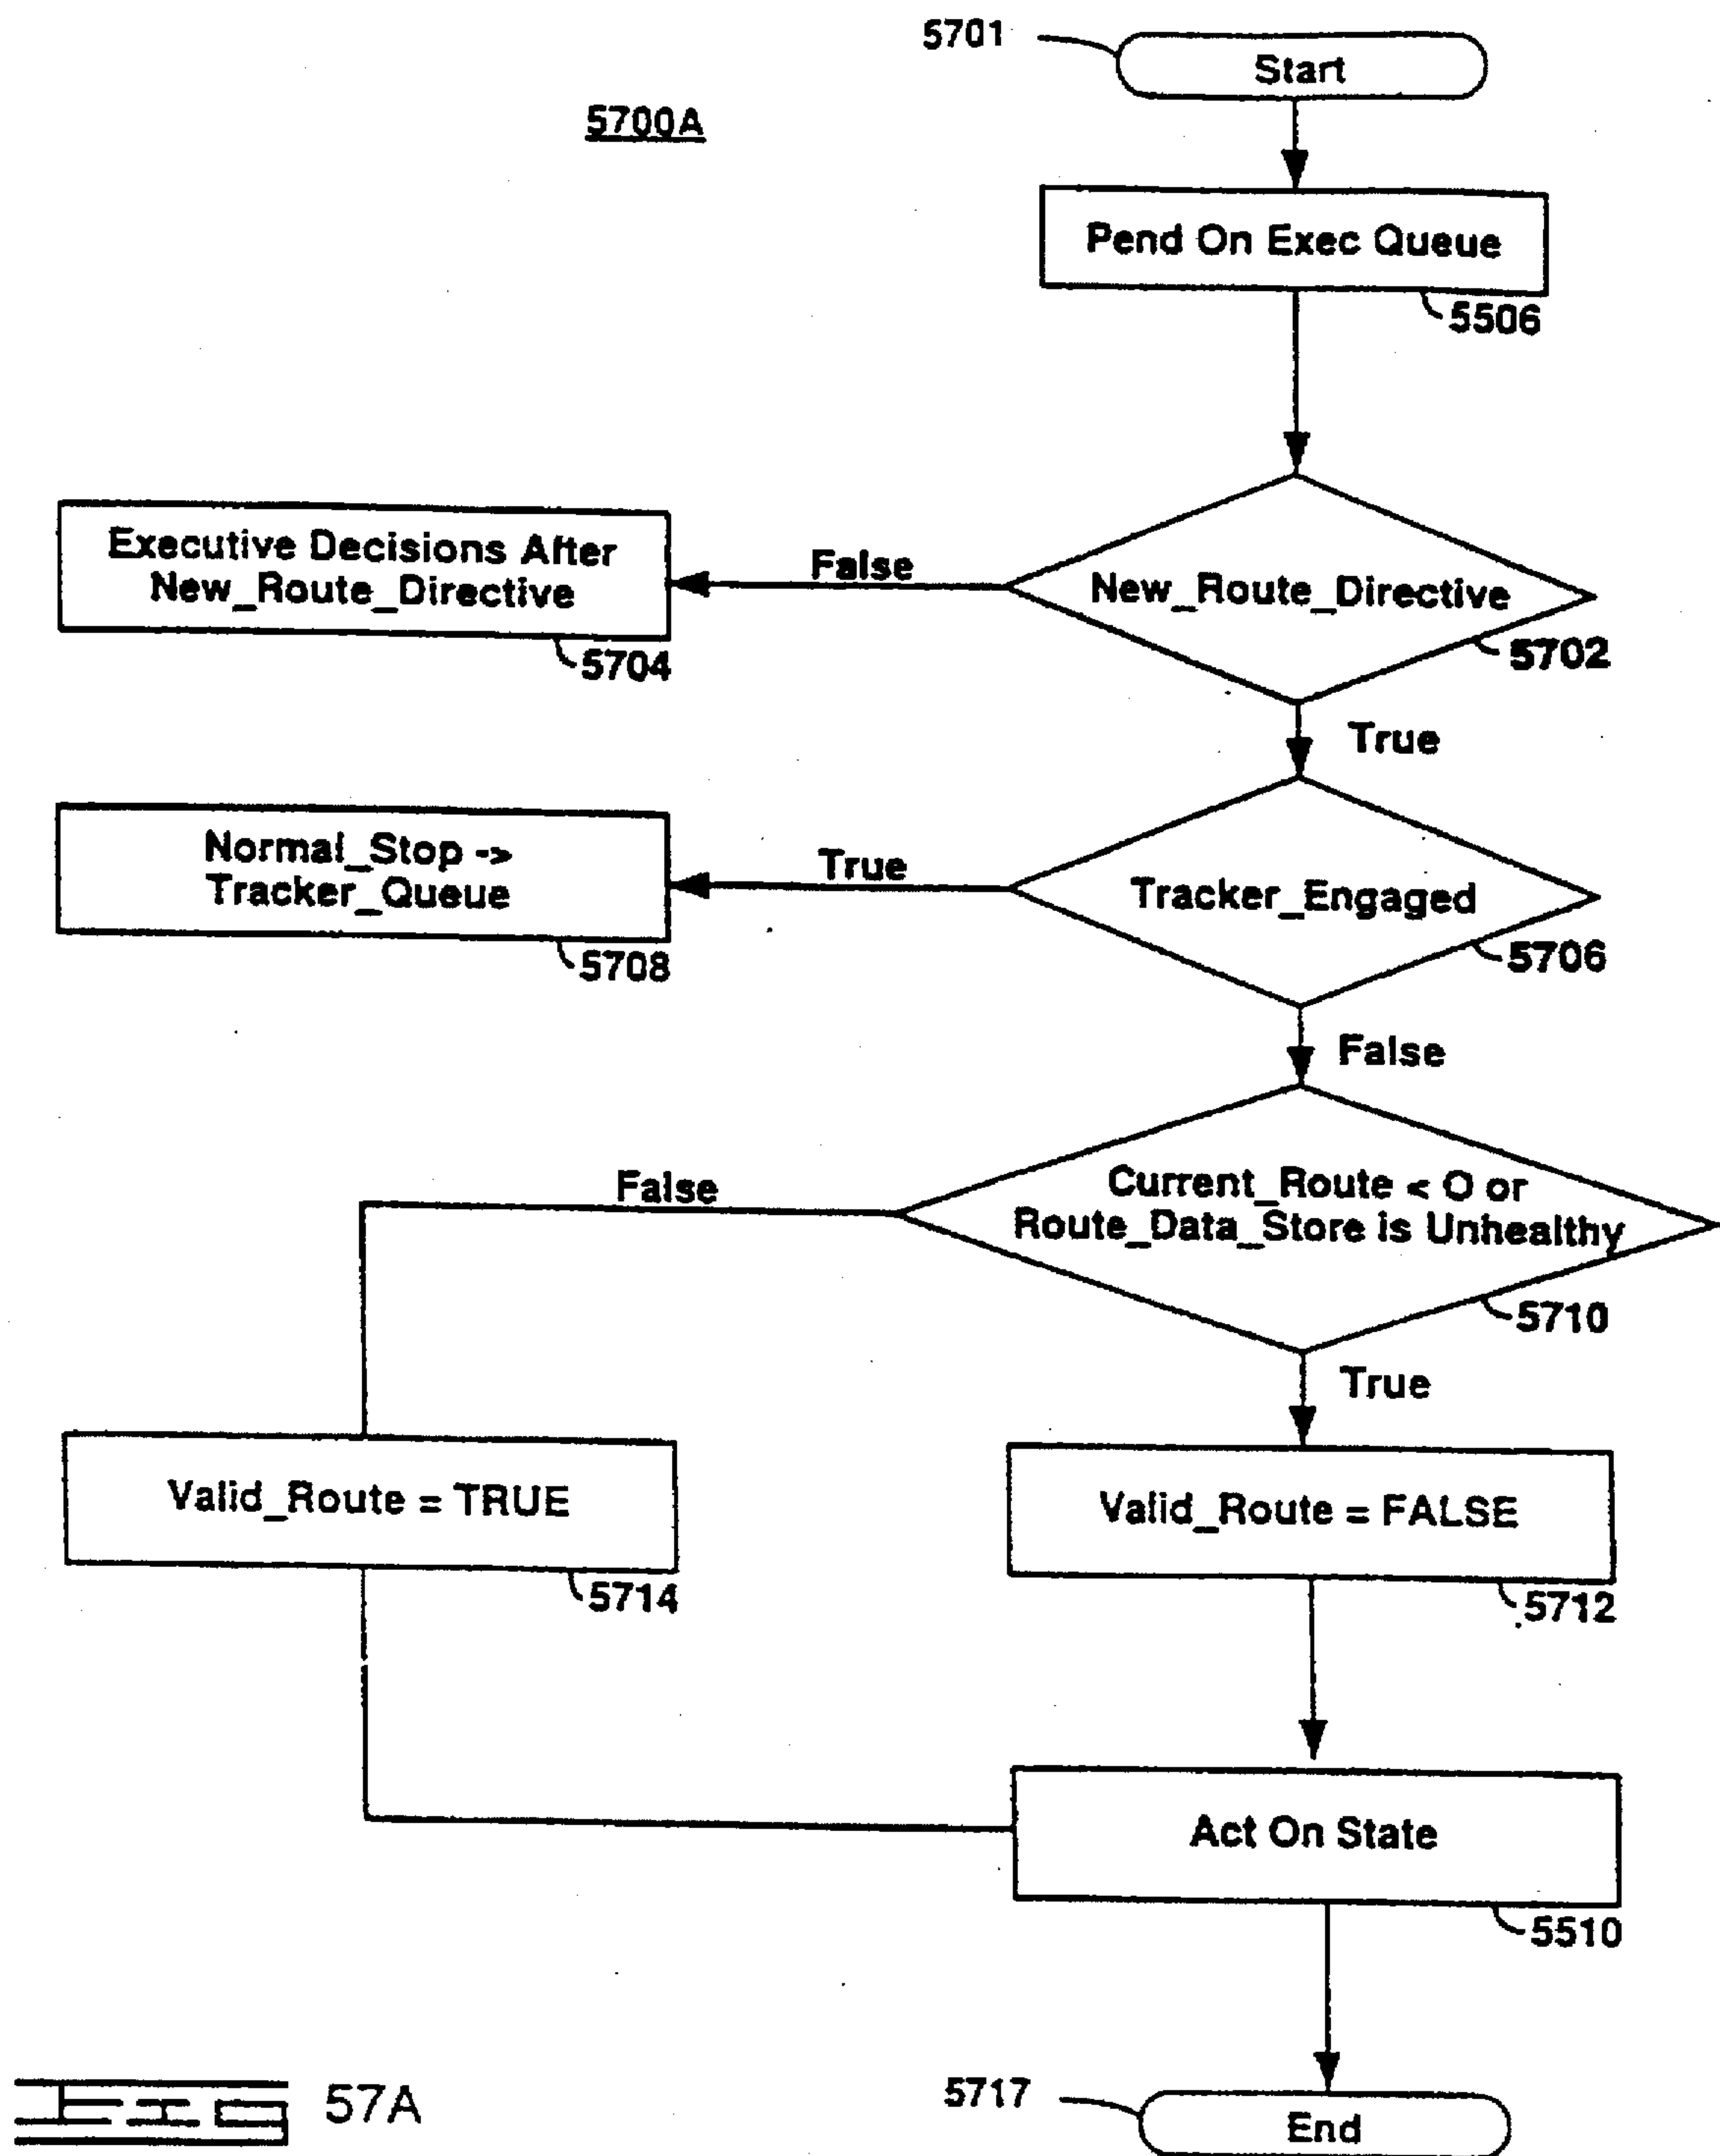 5701
Start
5700A
Pend On Exec Queue
5506
Executive Decisions After
New_Route_Directive
5704
False
New_Route_Directive
5702
True
Normal_Stop ->
Tracker_Queue
5708
True
Tracker_Engaged
5706
False
False
Current_Route < O or
Route_Data_Store is Unhealthy
5710
True
Valid_Route = TRUE
5714
Valid_Route = FALSE
5712
Act On State
5510
5717
End
FIG 57A